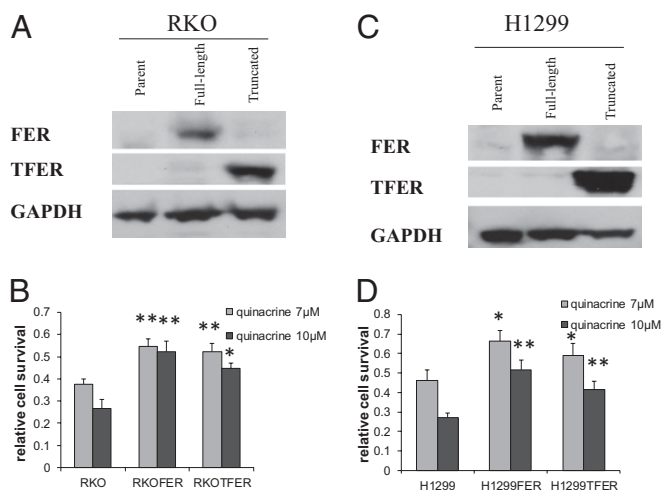 A
RKO
Parent
Full-length
Truncated
FER
TFER
GAPDH
C
H1299
Parent
Full-length
Truncated
FER
TFER
GAPDH
B
relative cell survival
0.7
0.6
0.5
0.4
0.3
0.2
0.1
0
quinacrine 7µM
quinacrine 10µM
** **
**
*
RKO RKOFER RKOTFER
D
relative cell survival
0.8
0.7
0.6
0.5
0.4
0.3
0.2
0.1
0
quinacrine 7µM
quinacrine 10µM
*
**
*
**
H1299 H1299FER H1299TFER